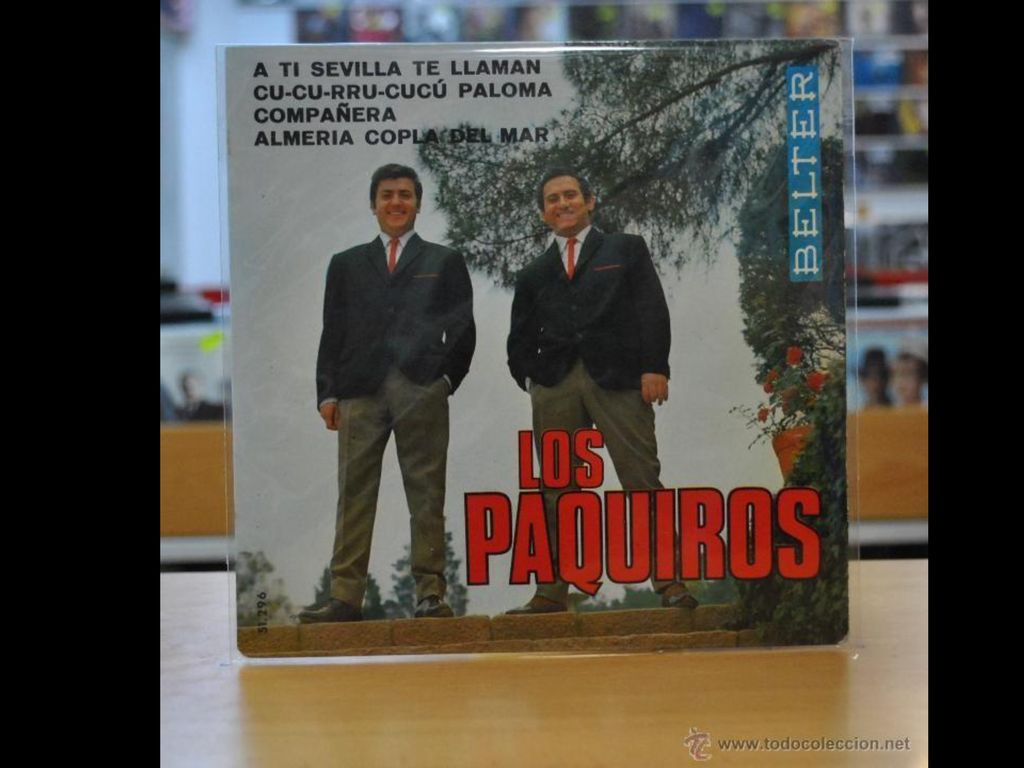 A TI SEVILLA TE LLAMAN
CU-CU-RRU-CUCÚ PALOMA
COMPAÑERA
ALMERIA COPLA DEL MAR
BELTER
LOS
PAQUIROS
51.296
www.todocoleccion.net